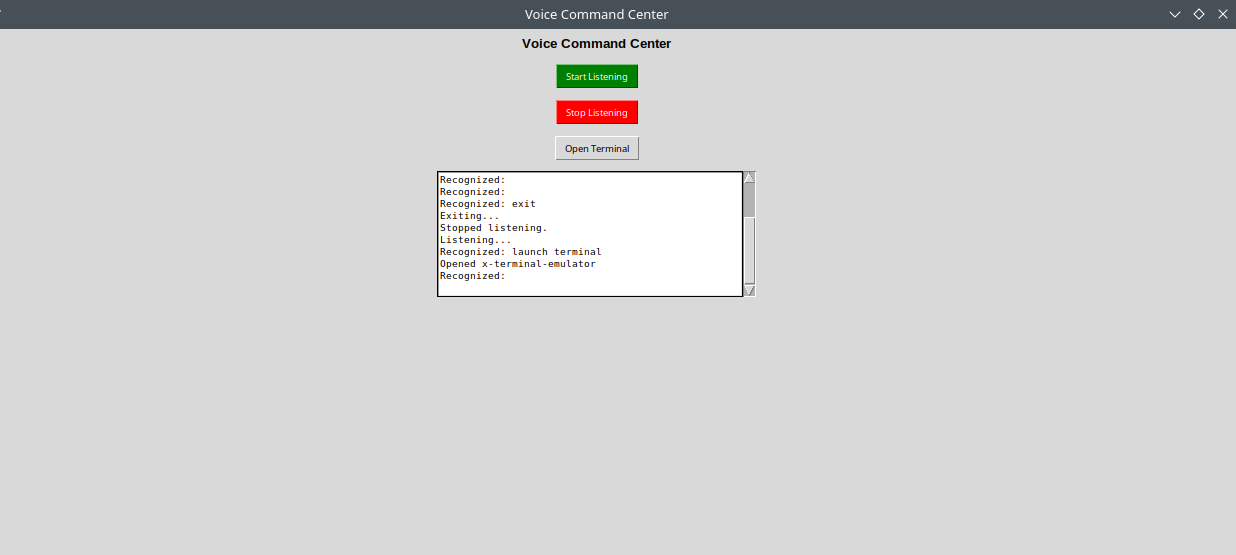 Voice Command Center
Voice Command Center
Start Listening
Stop Listening
Open Terminal
Recognized:
Recognized:
Recognized: exit
Exiting...
Stopped listening.
Listening...
Recognized: launch terminal
Opened x-terminal-emulator
Recognized: